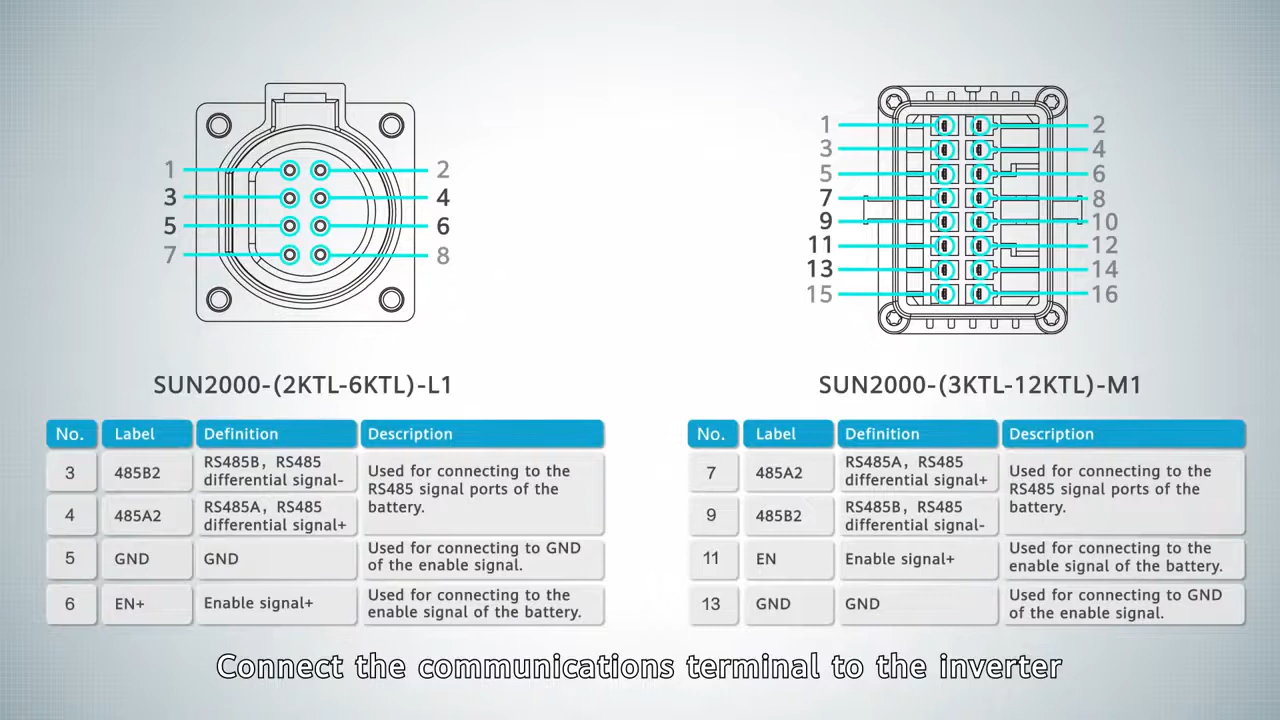 1 2
3 4
5 6
7 8
1 2
3 4
5 6
7 8
9 10
11 12
13 14
15 16
SUN2000-(2KTL-6KTL)-L1
No. Label Definition Description
3 485B2 RS485B, RS485
differential signal-
Used for connecting to the
RS485 signal ports of the
battery.
4 485A2 RS485A, RS485
differential signal+
5 GND GND
Used for connecting to GND
of the enable signal.
6 EN+ Enable signal+
Used for connecting to the
enable signal of the battery.
SUN2000-(3KTL-12KTL)-M1
No. Label Definition Description
7 485A2 RS485A, RS485
differential signal+
Used for connecting to the
RS485 signal ports of the
battery.
9 485B2 RS485B, RS485
differential signal-
11 EN Enable signal+
Used for connecting to the
enable signal of the battery.
13 GND GND
Used for connecting to GND
of the enable signal.
Connect the communications terminal to the inverter